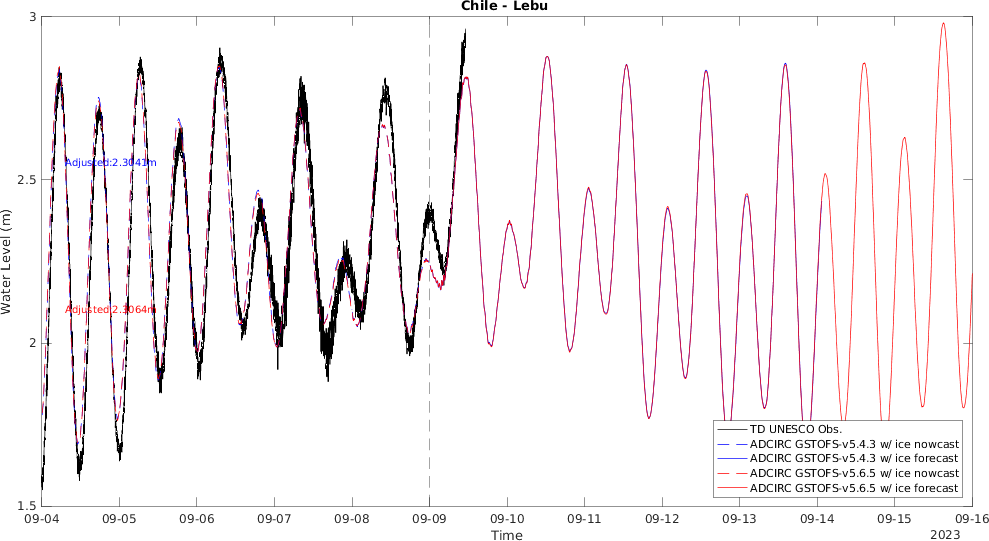 Chile - Lebu
3
2.5
2
1.5
Water Level (m)
Adjusted:2.3041m
Adjusted:2.3064m
TD UNESCO Obs.
ADCIRC GSTOFS-v5.4.3 w/ ice nowcast
ADCIRC GSTOFS-v5.4.3 w/ ice forecast
ADCIRC GSTOFS-v5.6.5 w/ ice nowcast
ADCIRC GSTOFS-v5.6.5 w/ ice forecast
09-04 09-05 09-06 09-07 09-08 09-09 09-10 09-11 09-12 09-13 09-14 09-15 09-16
Time
2023